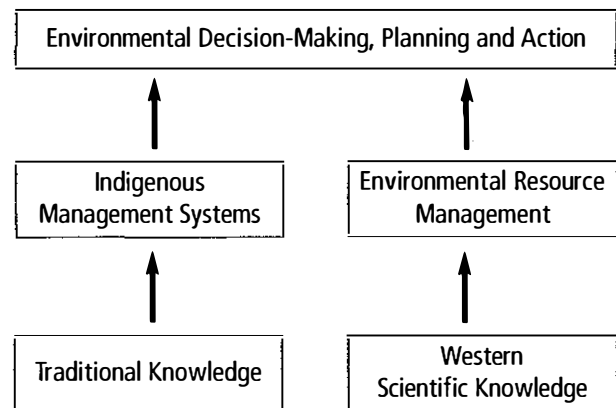 Environmental Decision-Making, Planning and Action
Indigenous
Management Systems
Environmental Resource
Management
Traditional Knowledge
Western
Scientific Knowledge